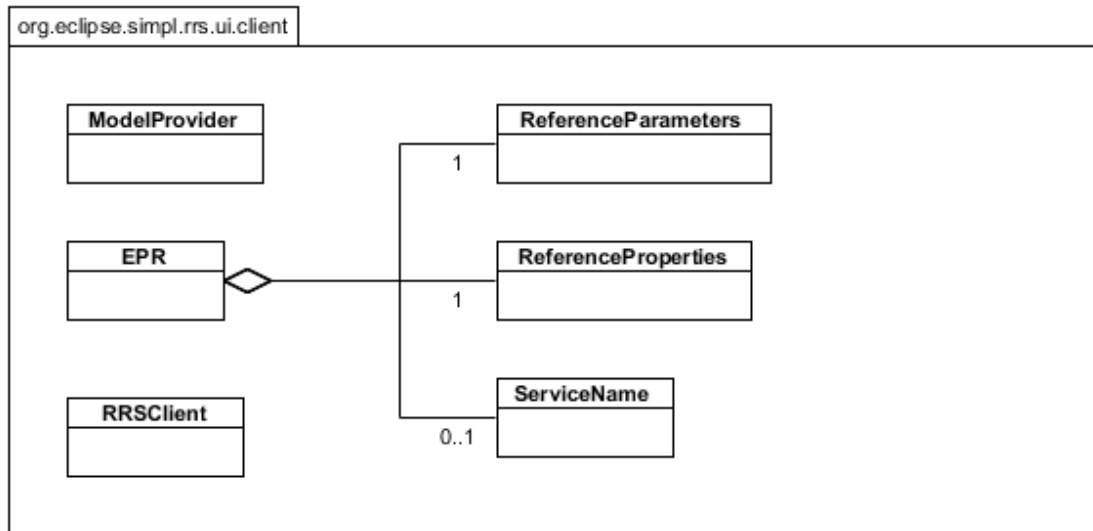 org.eclipse.simpl.rrs.ui.client
ModelProvider
ReferenceParameters
1
EPR
ReferenceProperties
1
ServiceName
RRSClient
0..1